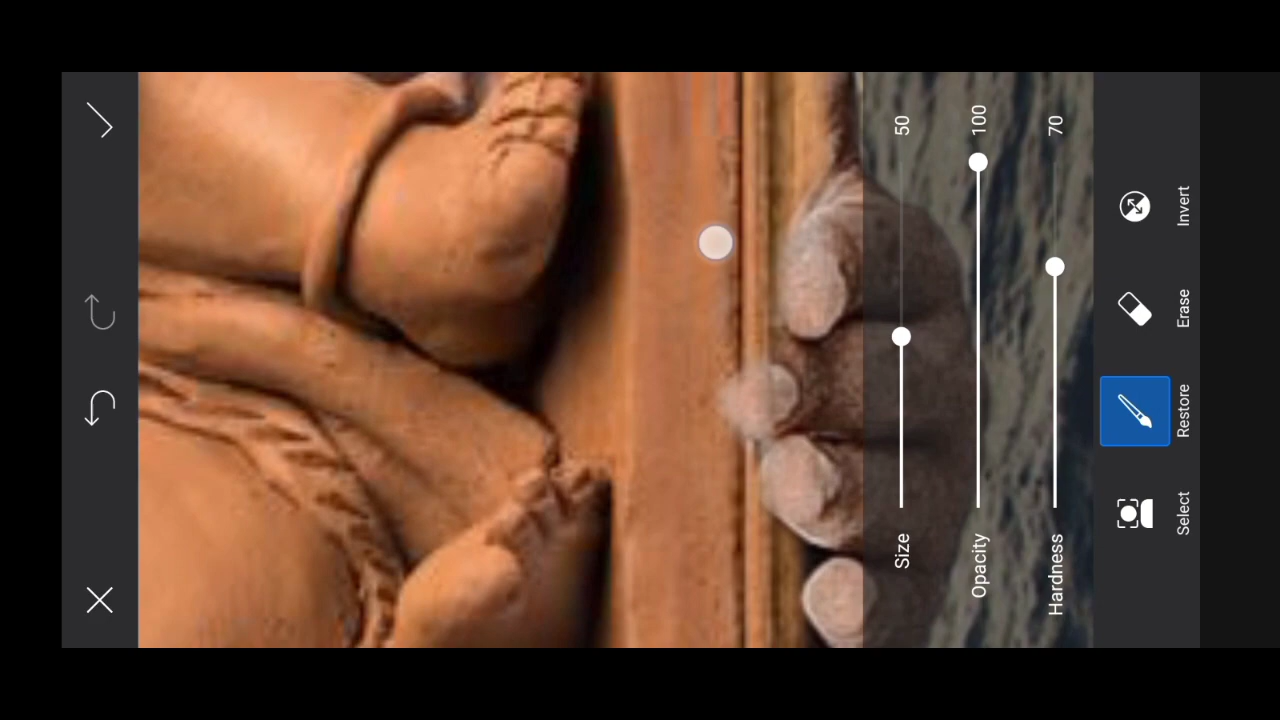 Size 50
Opacity 100
Hardness 70
Select
Restore
Erase
Invert